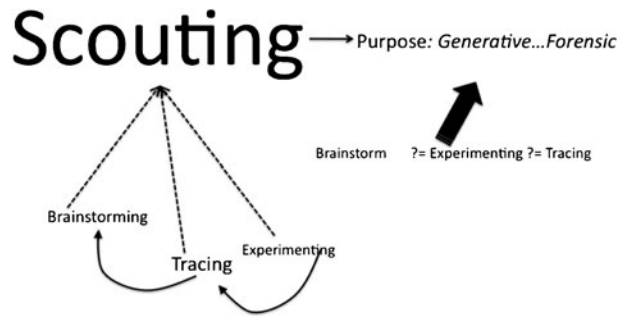 Scouting
Purpose: Generative...Forensic
Brainstorm ?= Experimenting ?= Tracing
Brainstorming
Experimenting
Tracing